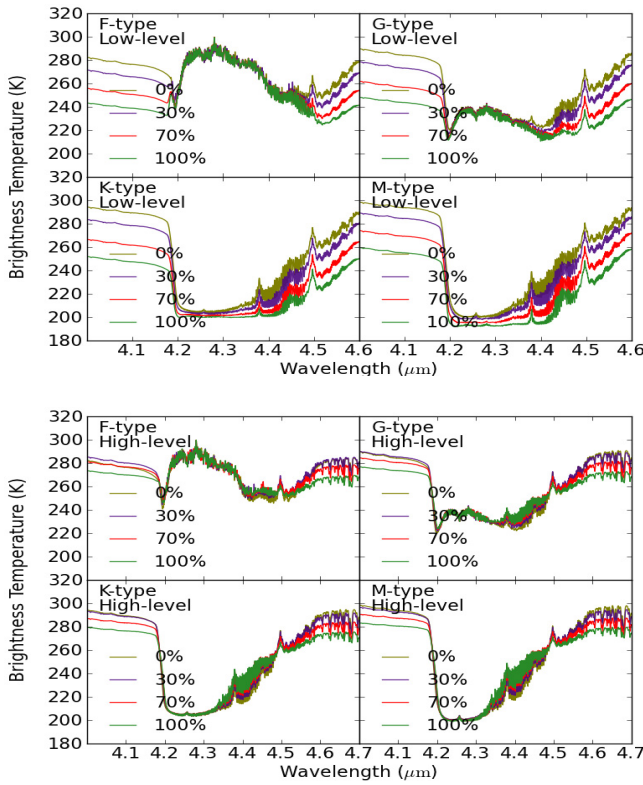 F-type
Low-level
0%
30%
70%
100%
G-type
Low-level
0%
30%
70%
100%
K-type
Low-level
0%
30%
70%
100%
M-type
Low-level
0%
30%
70%
100%
Brightness Temperature (K)
320
300
280
260
240
220
200
180
320
300
280
260
240
220
200
180
4.1 4.2 4.3 4.4 4.5 4.6
4.1 4.2 4.3 4.4 4.5 4.6
Wavelength (μm)
Wavelength (μm)
F-type
High-level
0%
30%
70%
100%
G-type
High-level
0%
30%
70%
100%
K-type
High-level
0%
30%
70%
100%
M-type
High-level
0%
30%
70%
100%
Brightness Temperature (K)
320
300
280
260
240
220
200
180
320
300
280
260
240
220
200
180
4.1 4.2 4.3 4.4 4.5 4.6 4.7
4.1 4.2 4.3 4.4 4.5 4.6 4.7
Wavelength (μm)
Wavelength (μm)